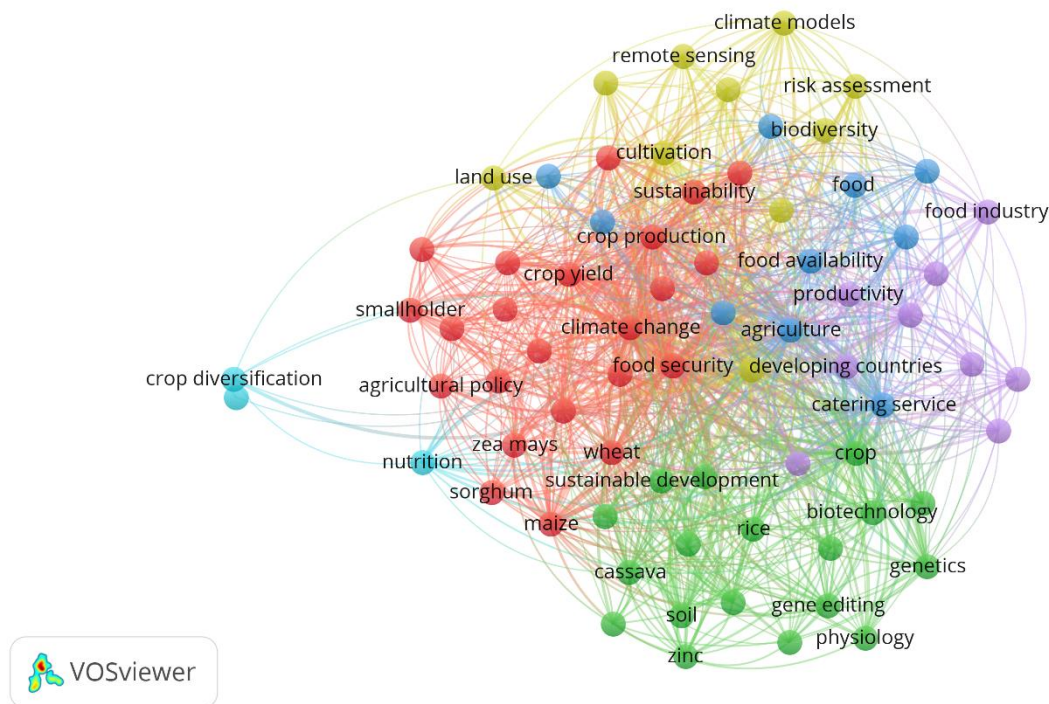 climate models
remote sensing
risk assessment
biodiversity
cultivation
land use
sustainability
food
food industry
crop production
food availability
crop yield
productivity
smallholder
climate change
agriculture
food security
developing countries
crop diversification
agricultural policy
catering service
zea mays
wheat
crop
nutrition
sustainable development
sorghum
biotechnology
maize
rice
genetics
cassava
gene editing
soil
physiology
zinc
VOSviewer